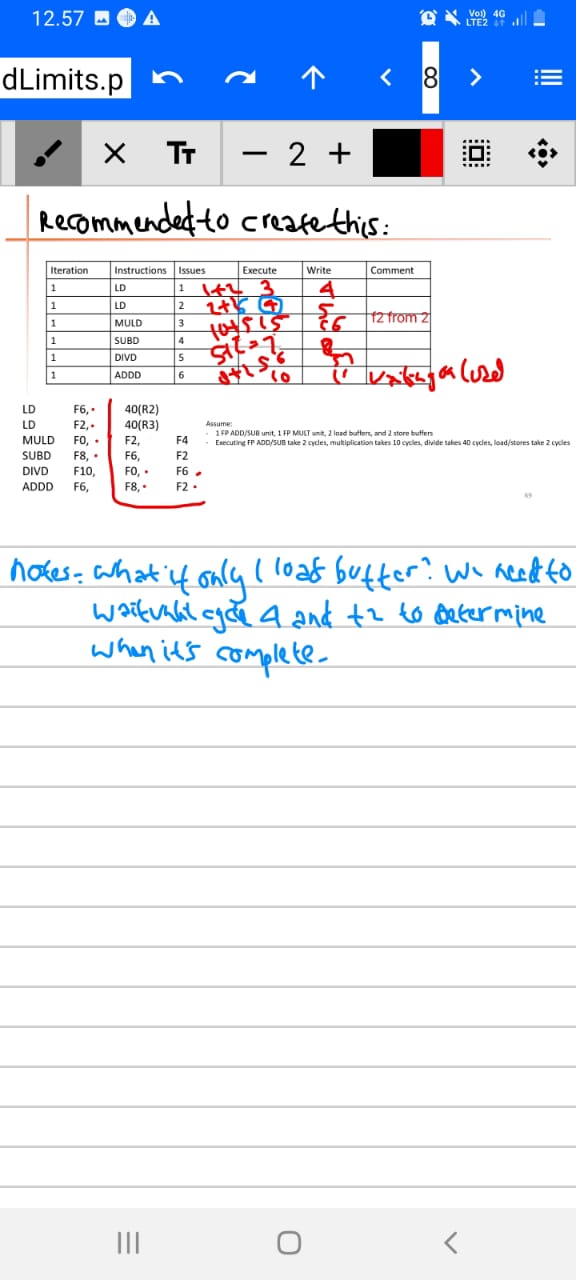 12.57
Vo)) 4G
LTE2
dLimits.p
8
TT
2
Recommended to create this:
Iteration Instructions Issues Execute Write Comment
1 LD 1 1+2 3 4
1 LD 2 2+2 4 5 f2 from 2
1 MULD 3 10+5 15 16
1 SUBD 4 5+2=7 8
1 DIVD 5 56 57
1 ADDD 6 8+2 10 11
LD F6, 40(R2)
LD F2, 40(R3)
MULD F0, F2, F4
SUBD F8, F6, F2
DIVD F10, F0, F6
ADDD F6, F8, F2
Assume:
- 1 FP ADD/SUB unit, 1 FP MULT unit, 2 load buffers, and 2 store buffers
- Executing FP ADD/SUB take 2 cycles, multiplication takes 10 cycles, divide takes 40 cycles, load/stores take 2 cycles
notes: what if only 1 load buffer? We need to
wait until cycle 4 and +2 to determine
when it's complete.